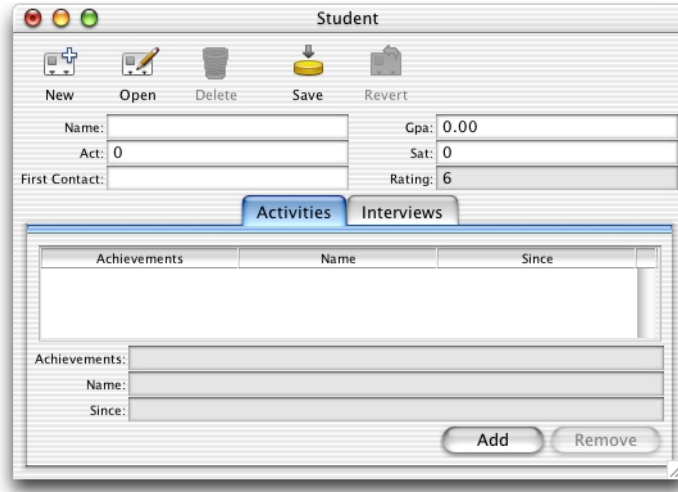 Student
New Open Delete Save Revert
Name: Gpa: 0.00
Act: 0 Sat: 0
First Contact: Rating: 6
Activities Interviews
Achievements Name Since
Achievements:
Name:
Since:
Add Remove